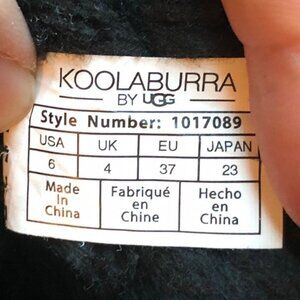 KOOLABURRA
BY UGG
Style Number: 1017089
USA UK EU JAPAN
6 4 37 23
Made in China
Fabriqué en Chine
Hecho en China